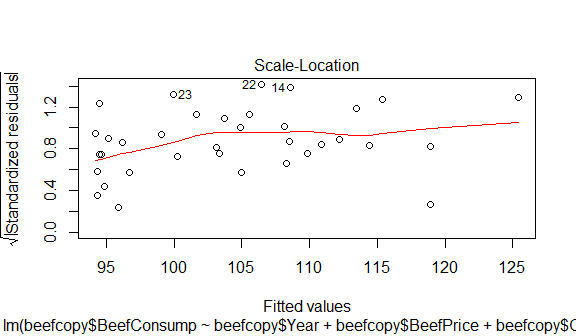 Scale-Location
√|Standardized residuals|
0.0 0.4 0.8 1.2
23
22
14
95 100 105 110 115 120 125
Fitted values
lm(beefcopy$BeefConsump ~ beefcopy$Year + beefcopy$BeefPrice + beefcopy$